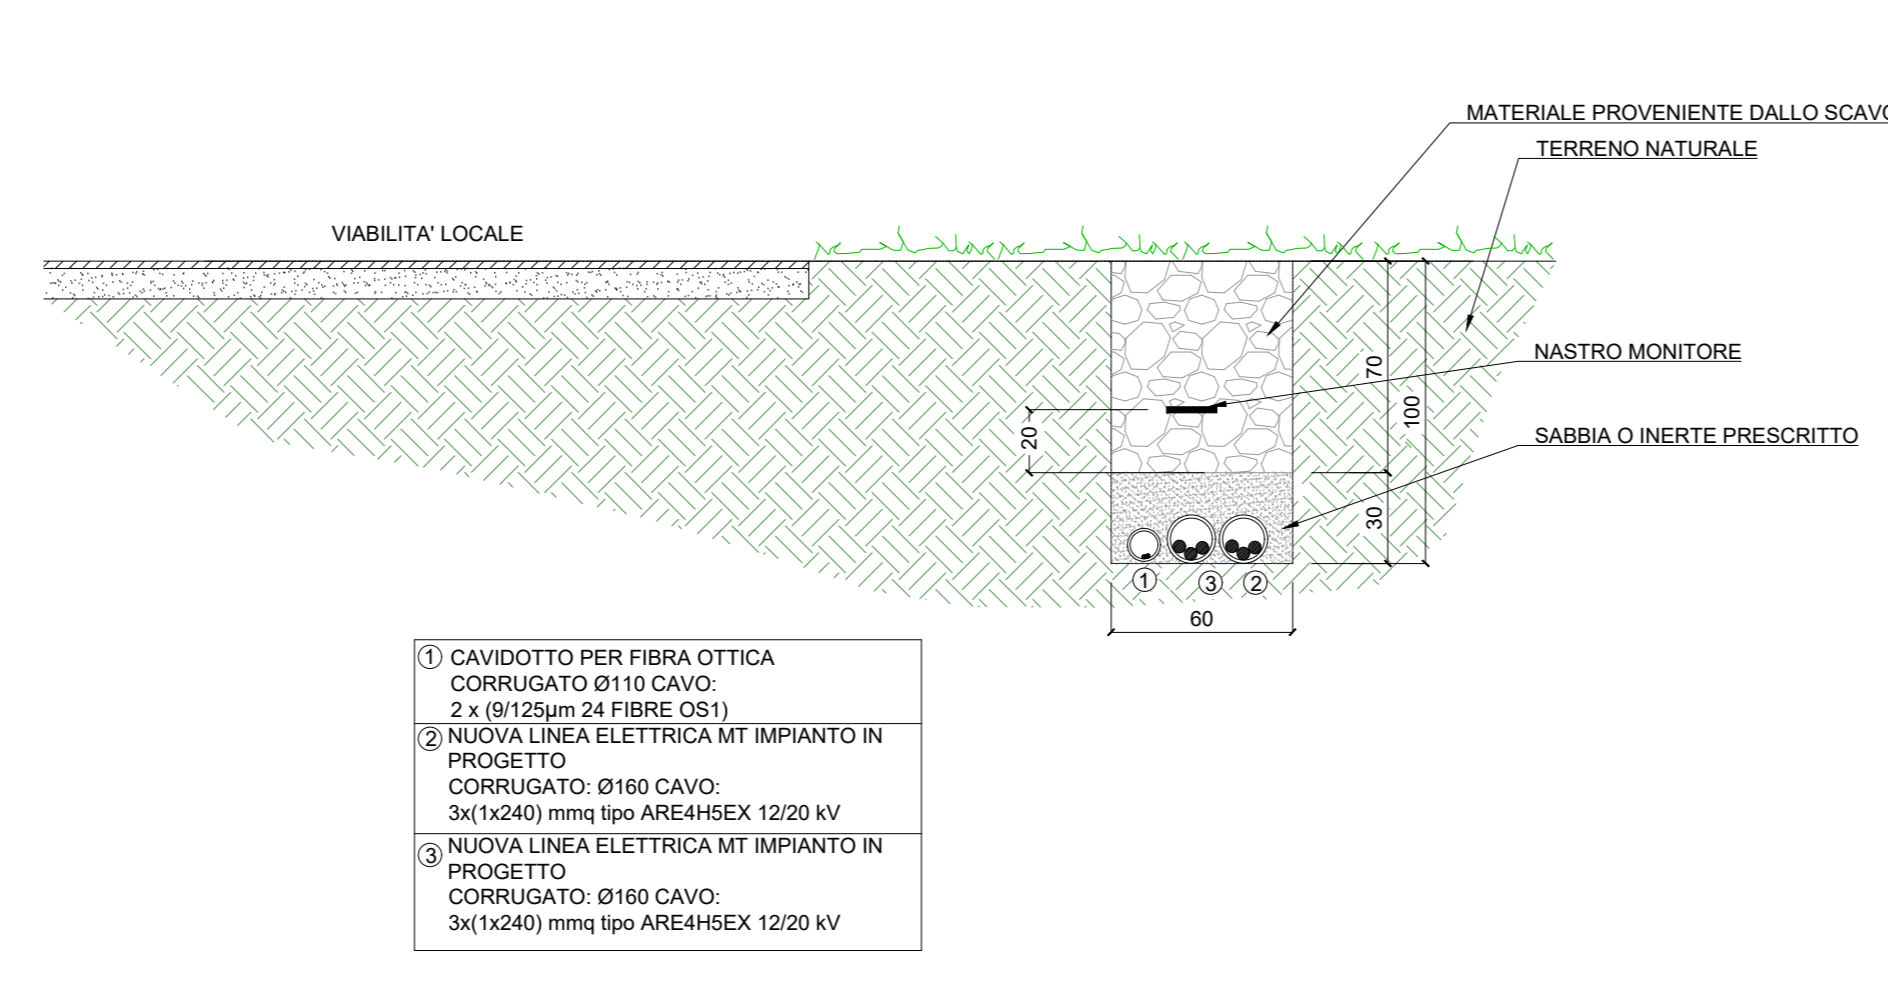 MATERIALE PROVENIENTE DALLO SCAVO
TERRENO NATURALE
VIABILITA' LOCALE
NASTRO MONITORE
70
100
20
SABBIA O INERTE PRESCRITTO
30
1 3 2
60
1 CAVIDOTTO PER FIBRA OTTICA
CORRUGATO Ø110 CAVO:
2 x (9/125µm 24 FIBRE OS1)
2 NUOVA LINEA ELETTRICA MT IMPIANTO IN
PROGETTO
CORRUGATO: Ø160 CAVO:
3x(1x240) mmq tipo ARE4H5EX 12/20 kV
3 NUOVA LINEA ELETTRICA MT IMPIANTO IN
PROGETTO
CORRUGATO: Ø160 CAVO:
3x(1x240) mmq tipo ARE4H5EX 12/20 kV